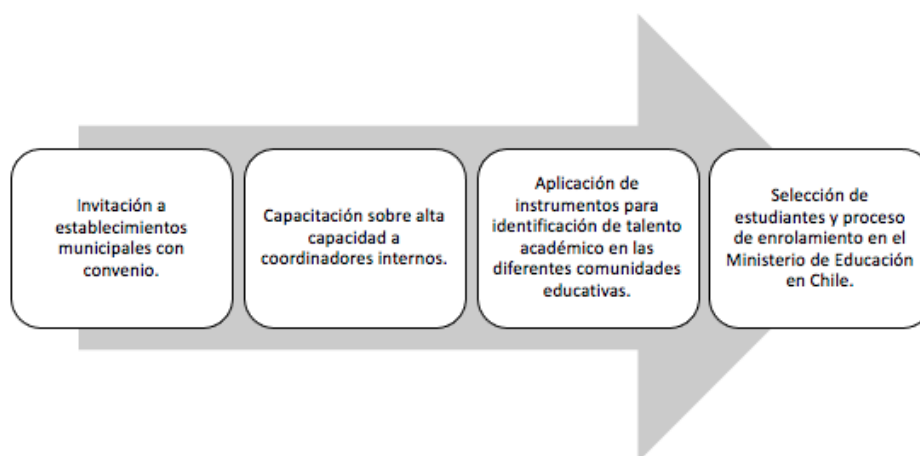 Invitación a
establecimientos
municipales con
convenio.
Capacitación sobre alta
capacidad a
coordinadores internos.
Aplicación de
instrumentos para
identificación de talento
académico en las
diferentes comunidades
educativas.
Selección de
estudiantes y proceso
de enrolamiento en el
Ministerio de Educación
en Chile.